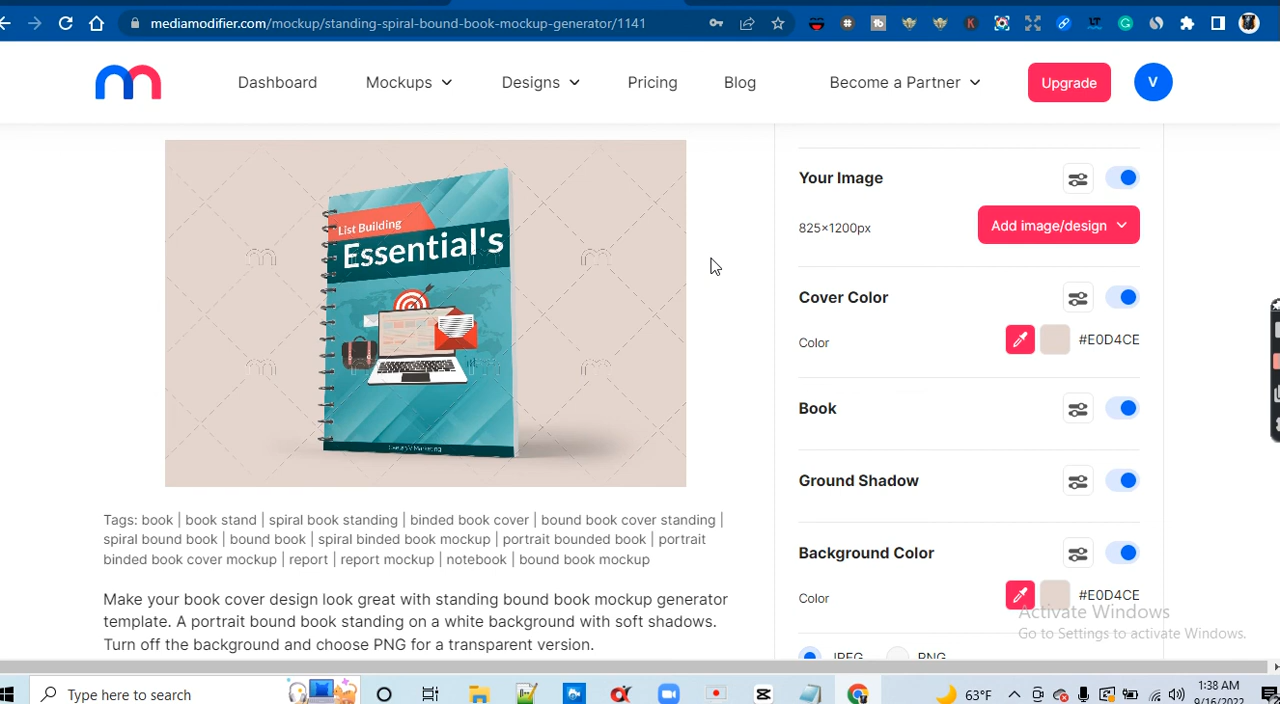 mediamodifier.com/mockup/standing-spiral-bound-book-mockup-generator/1141
Dashboard Mockups Designs Pricing Blog Become a Partner Upgrade V
List Building
Essential's
Your Image
825×1200px Add image/design
Cover Color
Color #E0D4CE
Book
Ground Shadow
Background Color
Color #E0D4CE
JPEG PNG
Tags: book | book stand | spiral book standing | binded book cover | bound book cover standing |
spiral bound book | bound book | spiral binded book mockup | portrait bounded book | portrait
binded book cover mockup | report | report mockup | notebook | bound book mockup
Make your book cover design look great with standing bound book mockup generator
template. A portrait bound book standing on a white background with soft shadows.
Turn off the background and choose PNG for a transparent version.
Activate Windows
Go to Settings to activate Windows.
Type here to search
63°F
1:38 AM
9/16/2022